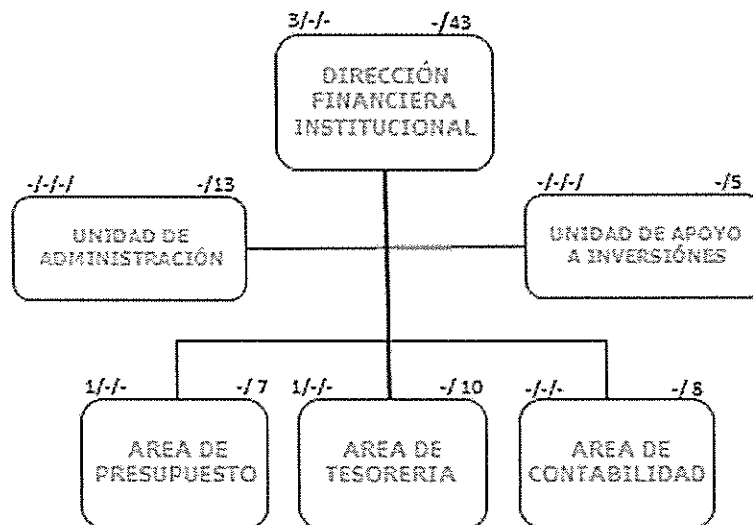 3/-/- -/43
DIRECCIÓN
FINANCIERA
INSTITUCIONAL
-/-/-/ -/13
UNIDAD DE
ADMINISTRACIÓN
-/-/-/ -/5
UNIDAD DE APOYO
A INVERSIÓNES
1/-/- -/ 7
AREA DE
PRESUPUESTO
1/-/- -/ 10
AREA DE
TESORERIA
-/-/- -/ 8
AREA DE
CONTABILIDAD